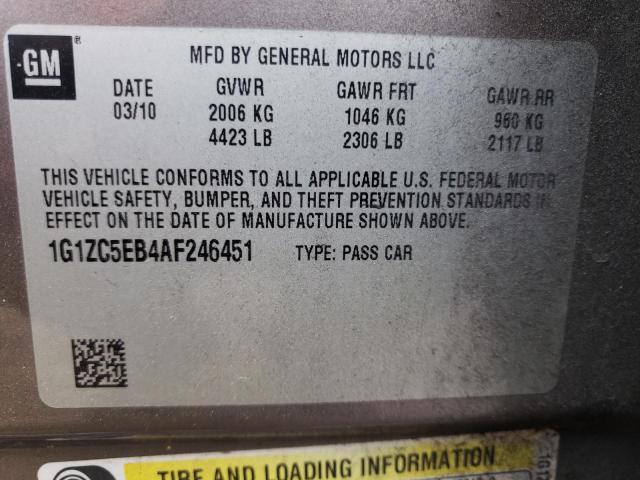 GM
MFD BY GENERAL MOTORS LLC
DATE GVWR GAWR FRT GAWR RR
03/10 2006 KG 1046 KG 960 KG
4423 LB 2306 LB 2117 LB
THIS VEHICLE CONFORMS TO ALL APPLICABLE U.S. FEDERAL MOTOR
VEHICLE SAFETY, BUMPER, AND THEFT PREVENTION STANDARDS IN
EFFECT ON THE DATE OF MANUFACTURE SHOWN ABOVE.
1G1ZC5EB4AF246451 TYPE: PASS CAR
TIRE AND LOADING INFORMATION